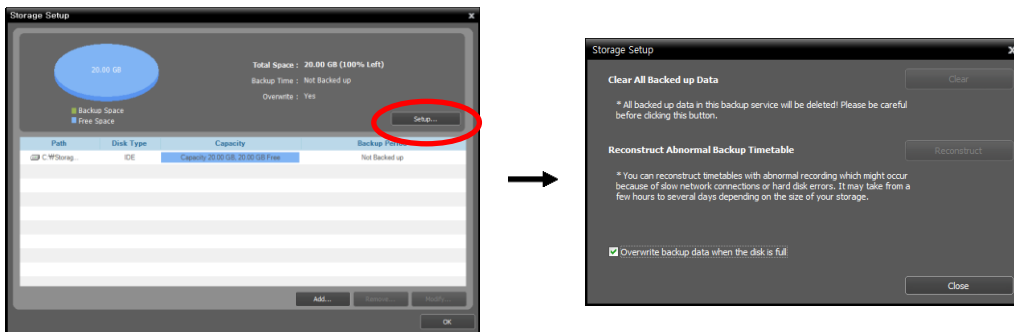 Storage Setup
x
20.00 GB
Total Space : 20.00 GB (100% Left)
Backup Time : Not Backed up
Overwrite : Yes
Backup Space
Free Space
Setup...
Path Disk Type Capacity Backup Period
C:₩Storag... IDE Capacity 20.00 GB, 20.00 GB Free Not Backed up
Add... Remove... Modify...
OK
Storage Setup
x
Clear All Backed up Data
Clear
* All backed up data in this backup service will be deleted! Please be careful
before clicking this button.
Reconstruct Abnormal Backup Timetable
Reconstruct
* You can reconstruct timetables with abnormal recording which might occur
because of slow network connections or hard disk errors. It may take from a
few hours to several days depending on the size of your storage.
Overwrite backup data when the disk is full
Close